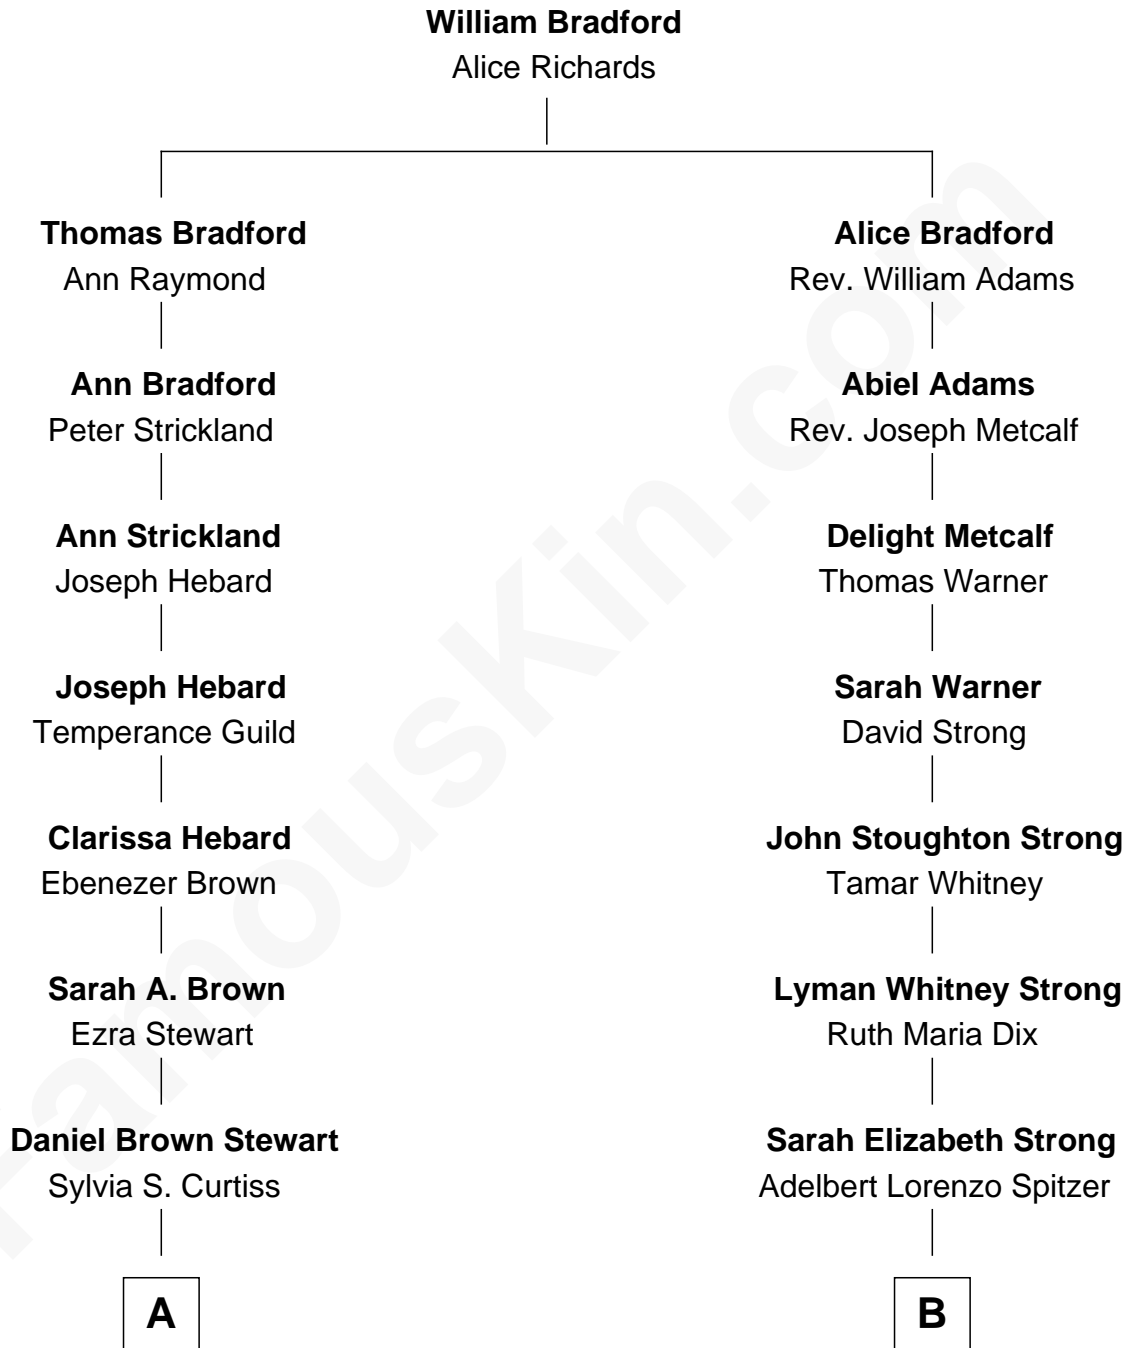 William Bradford
Alice Richards
Thomas Bradford
Ann Raymond
Alice Bradford
Rev. William Adams
Ann Bradford
Peter Strickland
Abiel Adams
Rev. Joseph Metcalf
Ann Strickland
Joseph Hebard
Delight Metcalf
Thomas Warner
Joseph Hebard
Temperance Guild
Sarah Warner
David Strong
Clarissa Hebard
Ebenezer Brown
John Stoughton Strong
Tamar Whitney
Sarah A. Brown
Ezra Stewart
Lyman Whitney Strong
Ruth Maria Dix
Daniel Brown Stewart
Sylvia S. Curtiss
Sarah Elizabeth Strong
Adelbert Lorenzo Spitzer
A
B
FamousKin.com